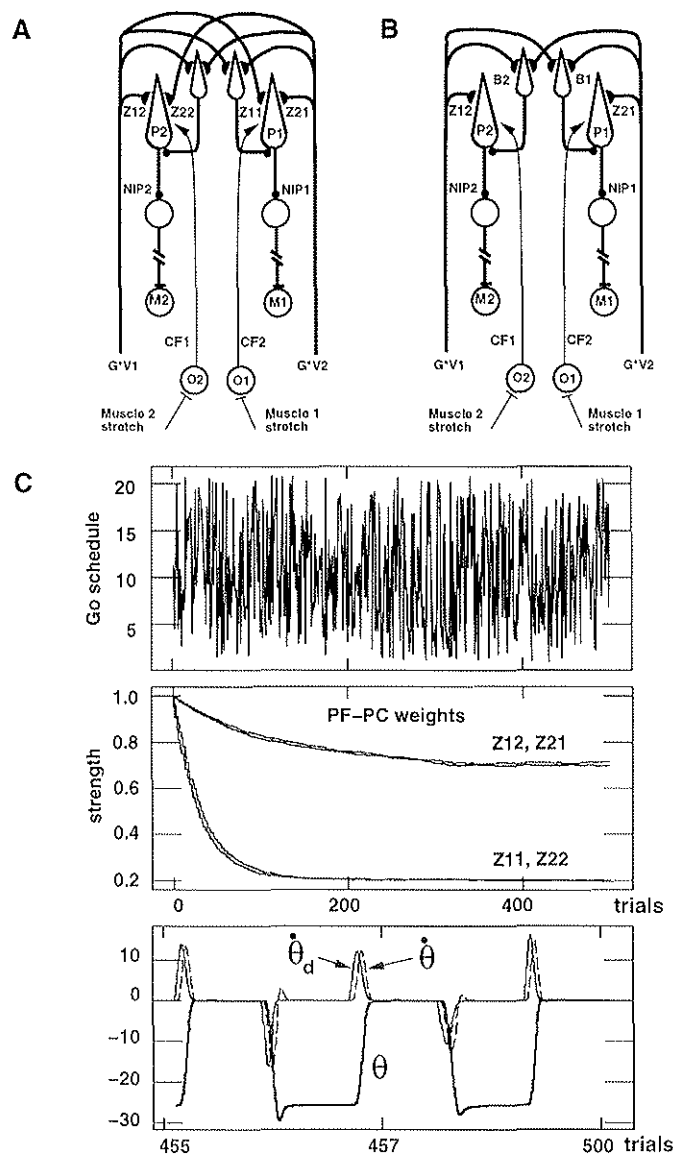 A
B
Z12
Z22
Z11
Z21
P2
P1
NIP2
NIP1
M2
M1
CF1
CF2
G*V1
G*V2
O2
O1
Muscle 2
stretch
Muscle 1
stretch
B2
B1
Z12
Z21
P2
P1
NIP2
NIP1
M2
M1
CF1
CF2
G*V1
G*V2
O2
O1
Muscle 2
stretch
Muscle 1
stretch
C
Go schedule
20
15
10
5
0 200 400
strength
1.0
0.8
0.6
0.4
0.2
PF-PC weights
Z12, Z21
Z11, Z22
0 200 400 trials
10
0
-10
-20
-30
θ̇d
θ̇
θ
455 457 500 trials